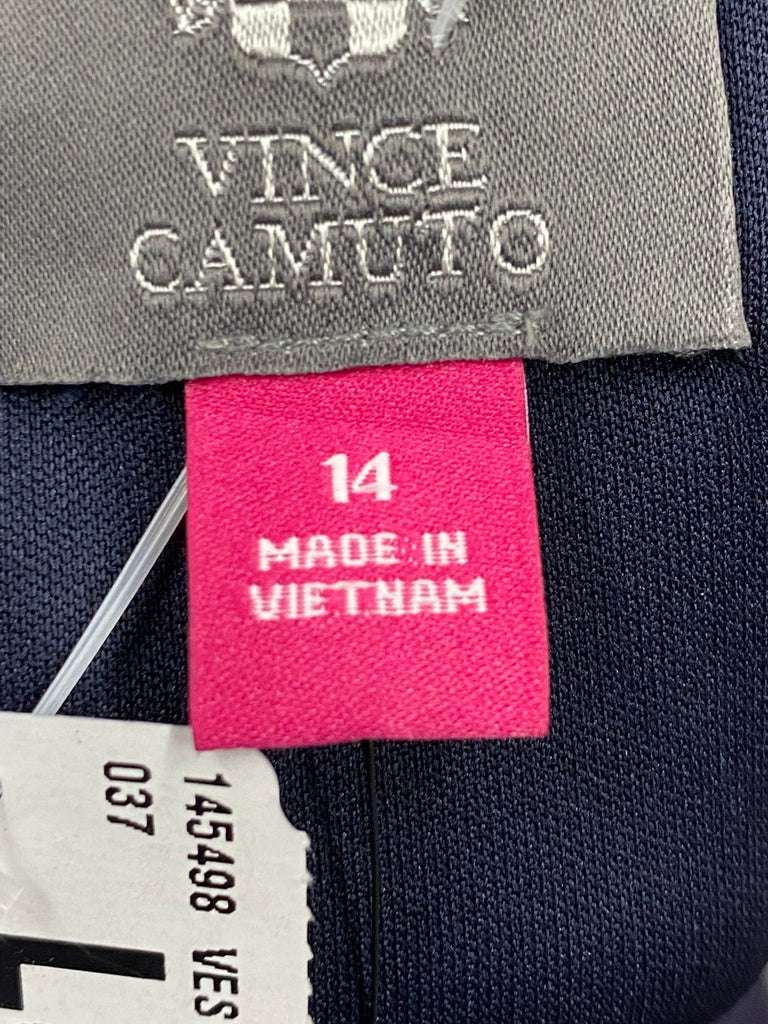 VINCE
CAMUTO
14
MADE IN
VIETNAM
145498 VES
037